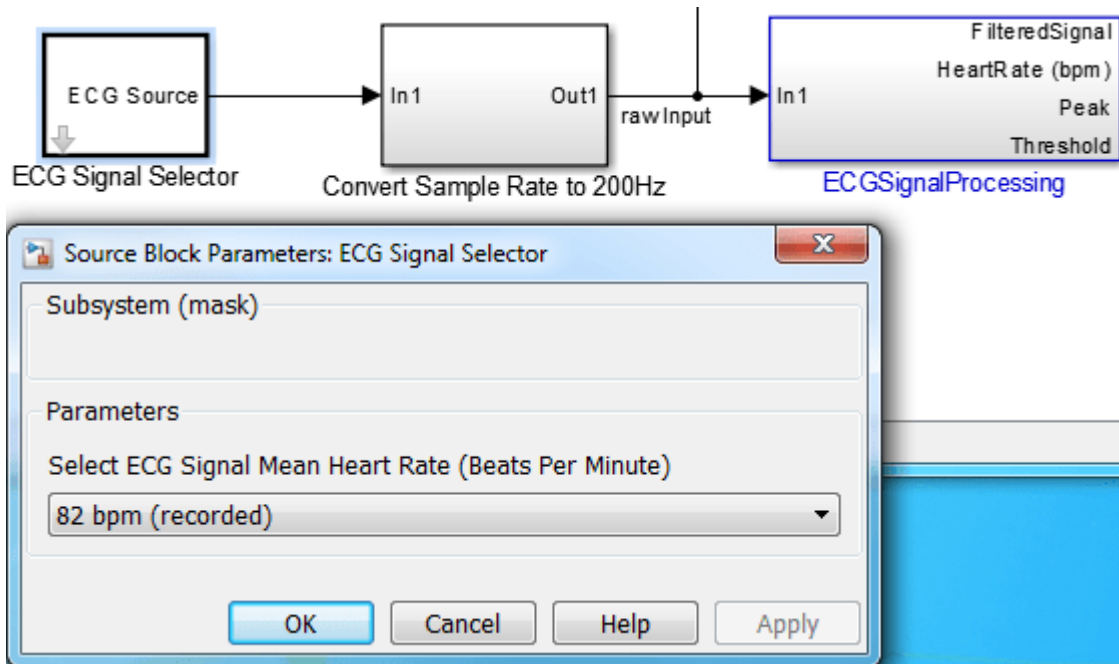 FilteredSignal
HeartRate (bpm)
ECG Source
In1
Out1
rawInput
In1
Peak
Threshold
ECG Signal Selector
Convert Sample Rate to 200Hz
ECGSignalProcessing
Source Block Parameters: ECG Signal Selector
Subsystem (mask)
Parameters
Select ECG Signal Mean Heart Rate (Beats Per Minute)
82 bpm (recorded)
OK
Cancel
Help
Apply